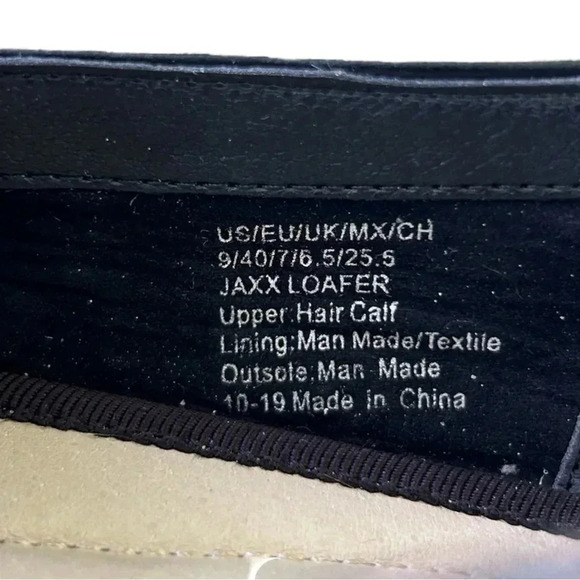 US/EU/UK/MX/CH
9/40/7/6.5/25.5
JAXX LOAFER
Upper:Hair Calf
Lining:Man Made/Textile
Outsole:Man Made
10-19 Made in China